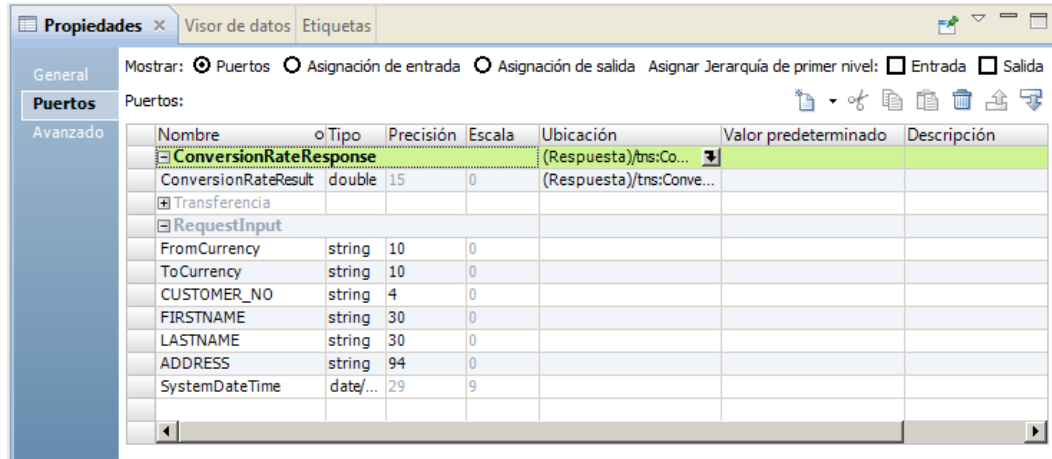 Propiedades Visor de datos Etiquetas
General
Puertos
Avanzado
Mostrar: Puertos Asignación de entrada Asignación de salida Asignar Jerarquía de primer nivel: Entrada Salida
Puertos:
Nombre Tipo Precisión Escala Ubicación Valor predeterminado Descripción
ConversionRateResponse (Respuesta)/tns:Co...
ConversionRateResult double 15 0 (Respuesta)/tns:Conve...
Transferencia
RequestInput
FromCurrency string 10 0
ToCurrency string 10 0
CUSTOMER_NO string 4 0
FIRSTNAME string 30 0
LASTNAME string 30 0
ADDRESS string 94 0
SystemDateTime date/... 29 9